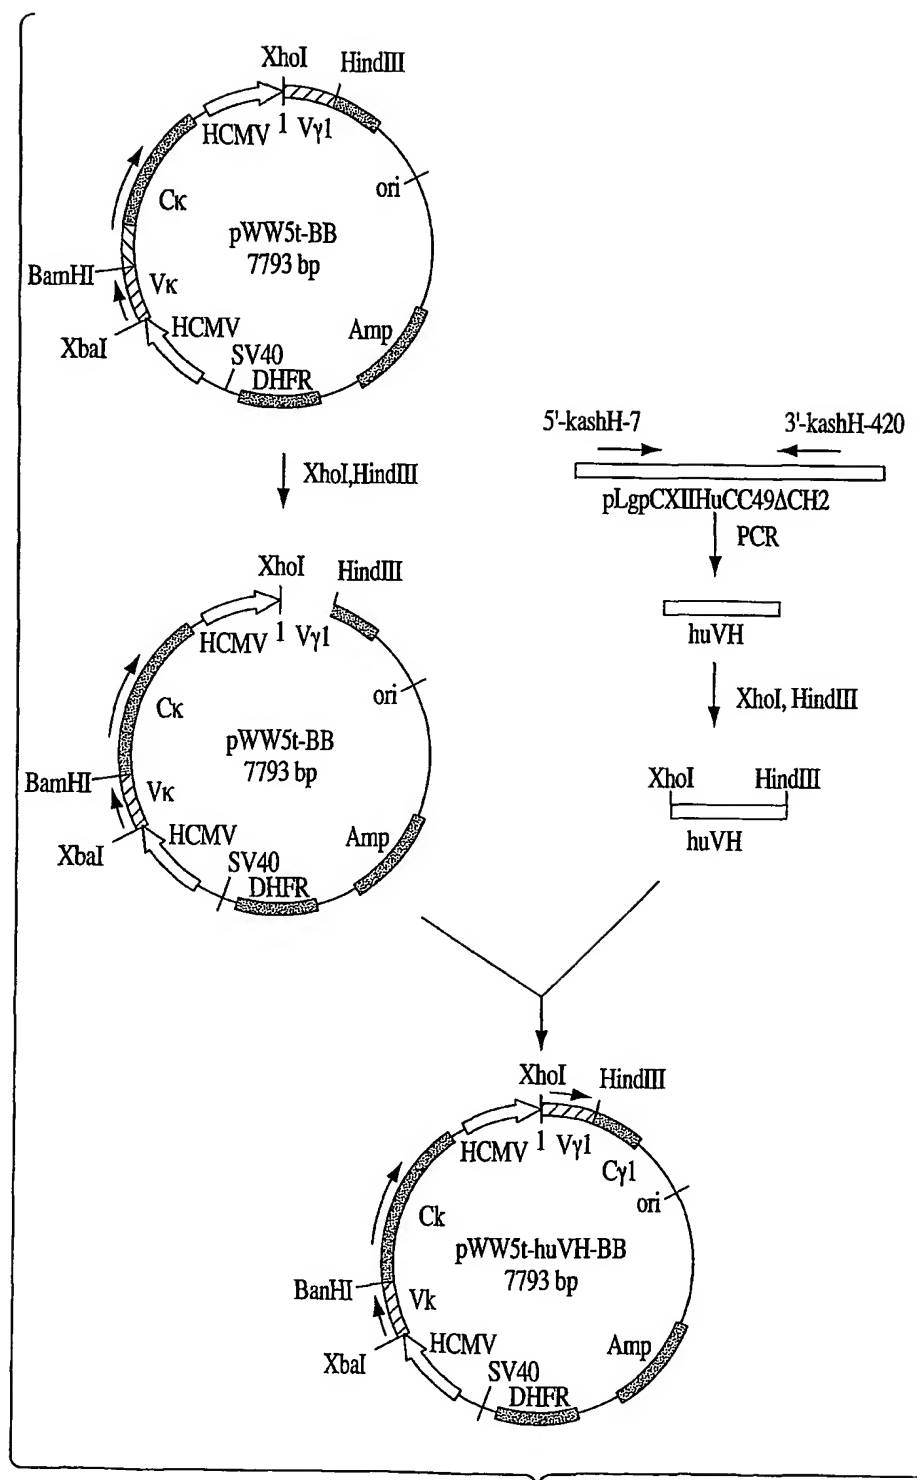 XhoI
HindIII
HCMV
1
Vγ1
ori
Cκ
pWW5t-BB
7793 bp
BamHI
Vκ
HCMV
Amp
XbaI
SV40
DHFR
XhoI,HindIII
5'-kashH-7
3'-kashH-420
pLgpCXIIHuCC49ΔCH2
PCR
huVH
XhoI, HindIII
XhoI
HindIII
huVH
XhoI
HindIII
HCMV
1
Vγ1
ori
Cκ
pWW5t-BB
7793 bp
BamHI
Vκ
HCMV
Amp
XbaI
SV40
DHFR
XhoI
HindIII
HCMV
1
Vγ1
Cγ1
ori
Ck
pWW5t-huVH-BB
7793 bp
BanHI
Vk
HCMV
Amp
XbaI
SV40
DHFR